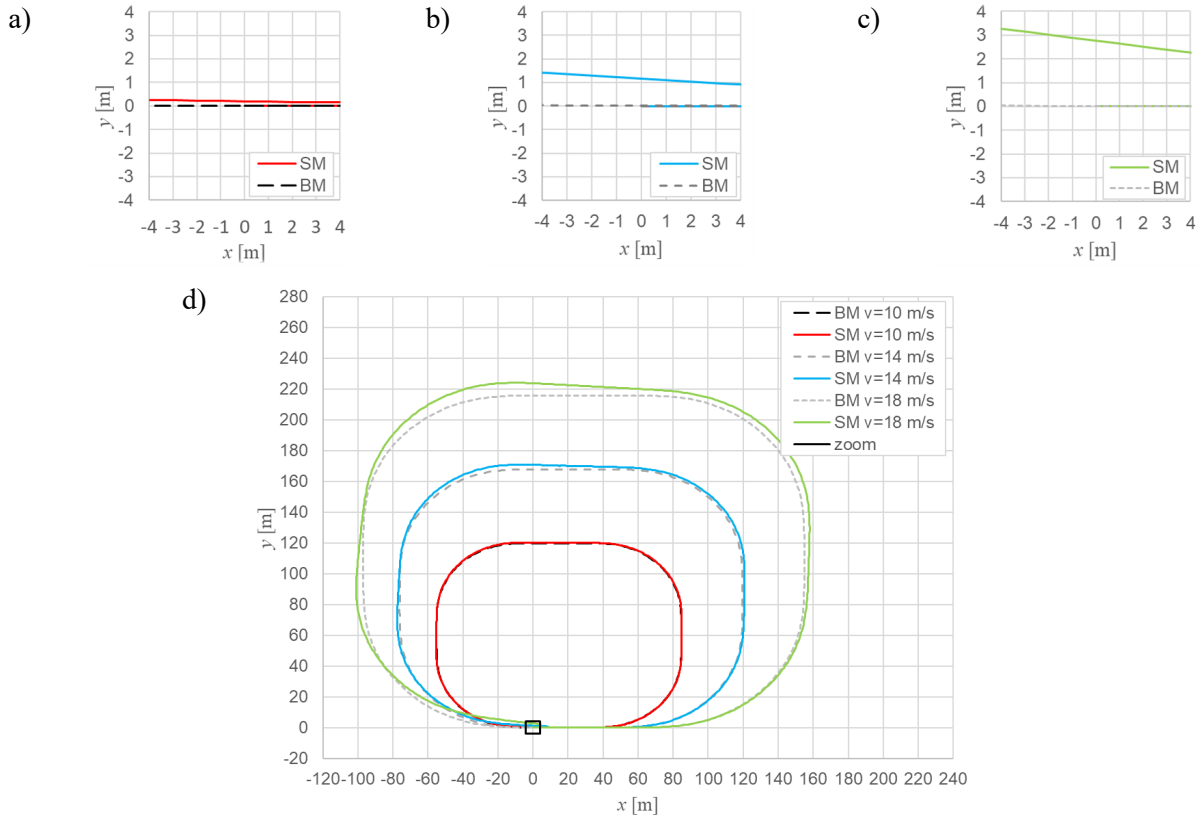 a)
4
3
2
1
0
-1
-2
-3
-4
y [m]
-4 -3 -2 -1 0 1 2 3 4
x [m]
SM
BM
b)
4
3
2
1
0
-1
-2
-3
-4
y [m]
-4 -3 -2 -1 0 1 2 3 4
x [m]
SM
BM
c)
4
3
2
1
0
-1
-2
-3
-4
y [m]
-4 -3 -2 -1 0 1 2 3 4
x [m]
SM
BM
d)
280
260
240
220
200
180
160
140
120
100
80
60
40
20
0
-20
y [m]
-120 -100 -80 -60 -40 -20 0 20 40 60 80 100 120 140 160 180 200 220 240
x [m]
BM v=10 m/s
SM v=10 m/s
BM v=14 m/s
SM v=14 m/s
BM v=18 m/s
SM v=18 m/s
zoom